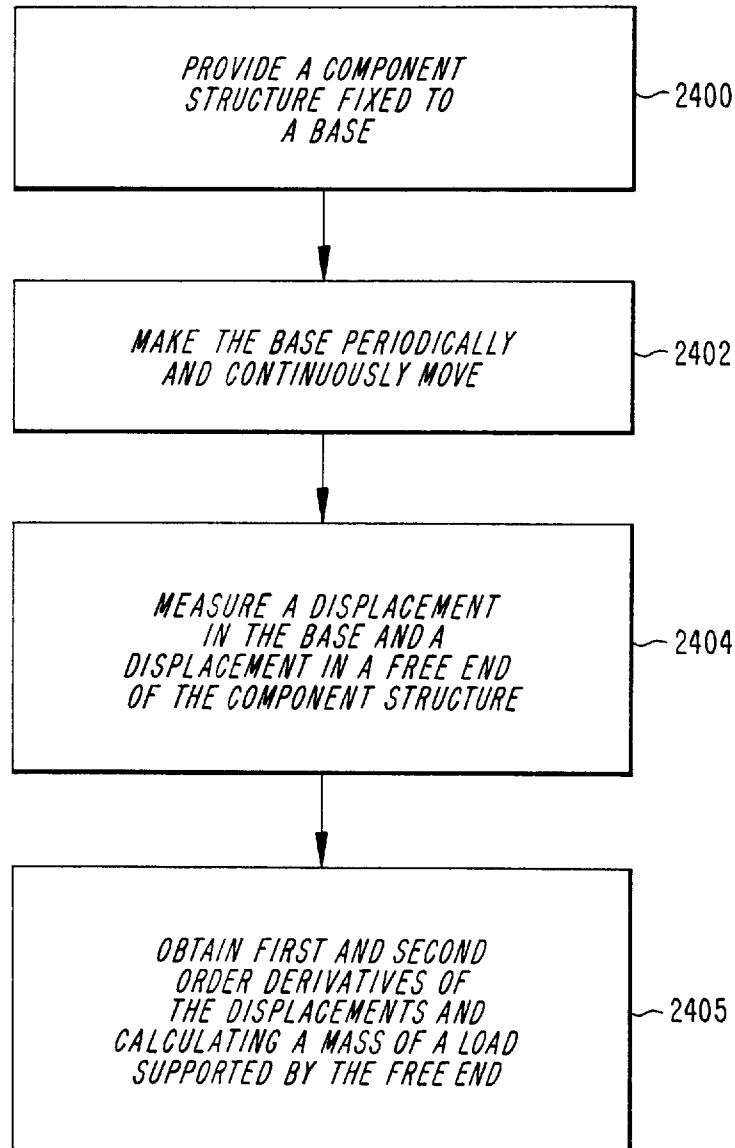 PROVIDE A COMPONENT
STRUCTURE FIXED TO
A BASE
2400
MAKE THE BASE PERIODICALLY
AND CONTINUOUSLY MOVE
2402
MEASURE A DISPLACEMENT
IN THE BASE AND A
DISPLACEMENT IN A FREE END
OF THE COMPONENT STRUCTURE
2404
OBTAIN FIRST AND SECOND
ORDER DERIVATIVES OF
THE DISPLACEMENTS AND
CALCULATING A MASS OF A LOAD
SUPPORTED BY THE FREE END
2405